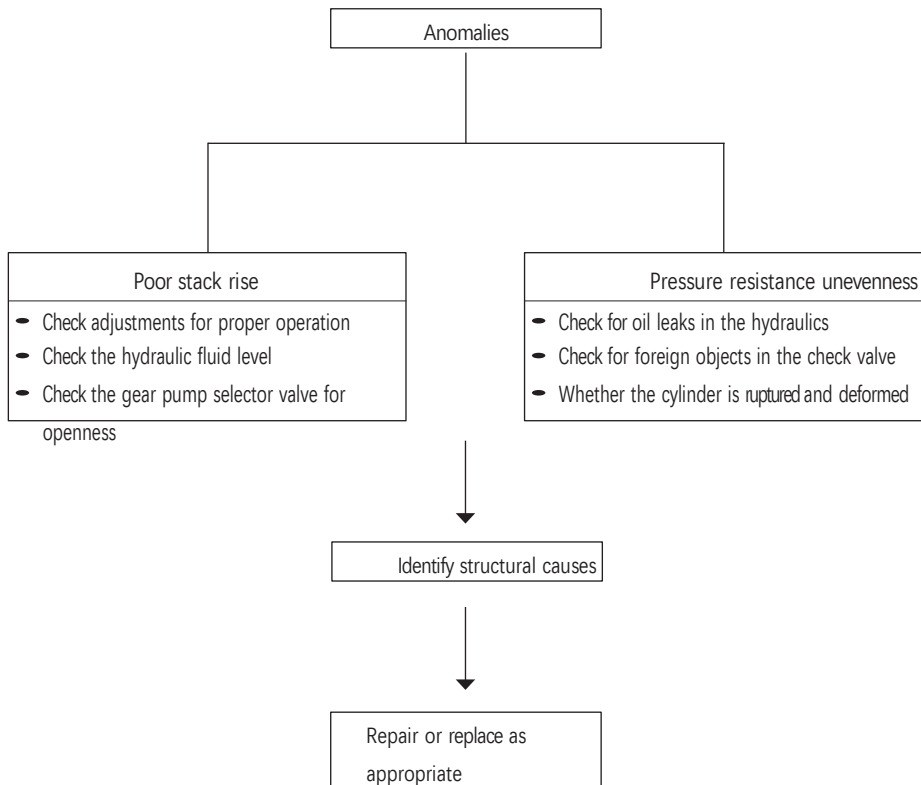 Anomalies
Poor stack rise
Check adjustments for proper operation
Check the hydraulic fluid level
Check the gear pump selector valve for
openness
Pressure resistance unevenness
Check for oil leaks in the hydraulics
Check for foreign objects in the check valve
Whether the cylinder is ruptured and deformed
Identify structural causes
Repair or replace as
appropriate